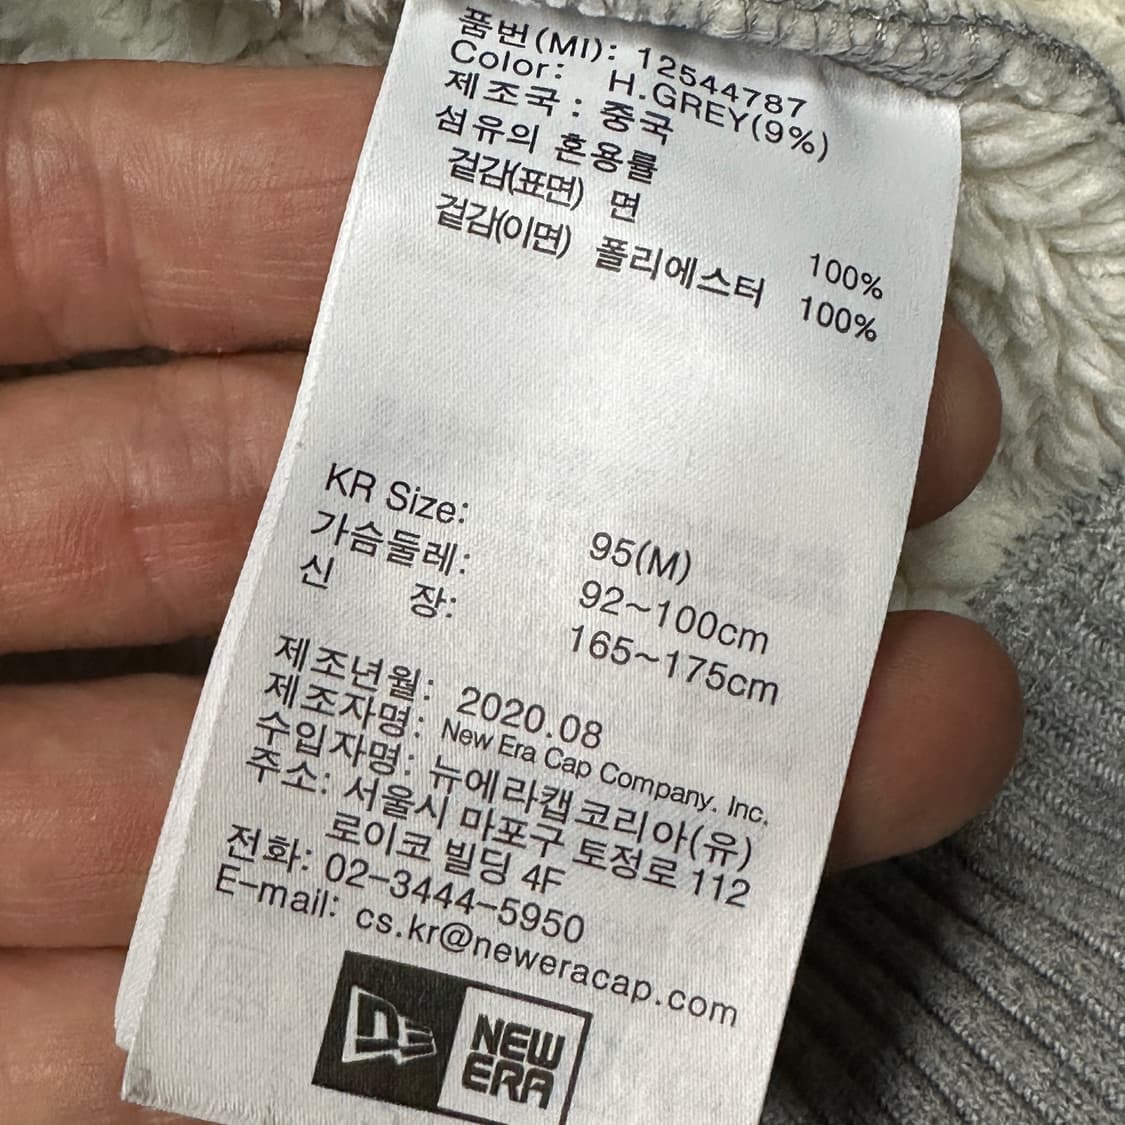 품번(MI): 12544787
Color: H.GREY(9%)
제조국 : 중국
섬유의 혼용률
겉감(표면) 면 100%
겉감(이면) 폴리에스터 100%
KR Size: 95(M)
가슴둘레: 92~100cm
신 장: 165~175cm
제조년월: 2020.08
제조자명: New Era Cap Company. Inc.
수입자명: 뉴에라캡코리아(유)
주소: 서울시 마포구 토정로 112
로이코 빌딩 4F
전화: 02-3444-5950
E-mail: cs.kr@neweracap.com
NE
NEW
ERA